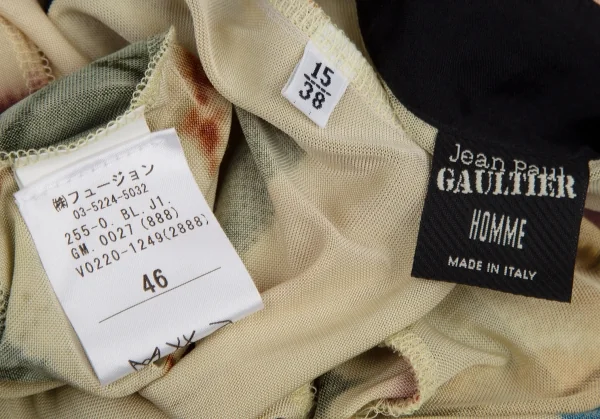 15
38
Jean Paul
GAULTIER
HOMME
MADE IN ITALY
㈱フュージョン
03-5224-5032
255-0. BL.J1.
GM.0027 (888)
V0220-1249(2888)
46